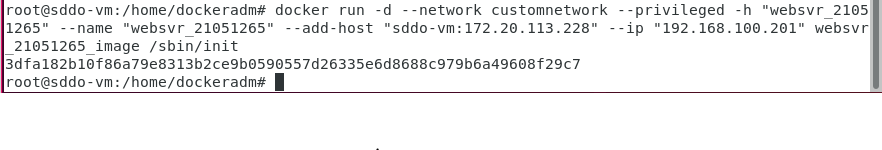 root@sddo-vm:/home/dockeradm# docker run -d --network customnetwork --privileged -h "websvr_2105
1265" --name "websvr_21051265" --add-host "sddo-vm:172.20.113.228" --ip "192.168.100.201" websvr
_21051265_image /sbin/init
3dfa182b10f86a79e8313b2ce9b0590557d26335e6d8688c979b6a49608f29c7
root@sddo-vm:/home/dockeradm#